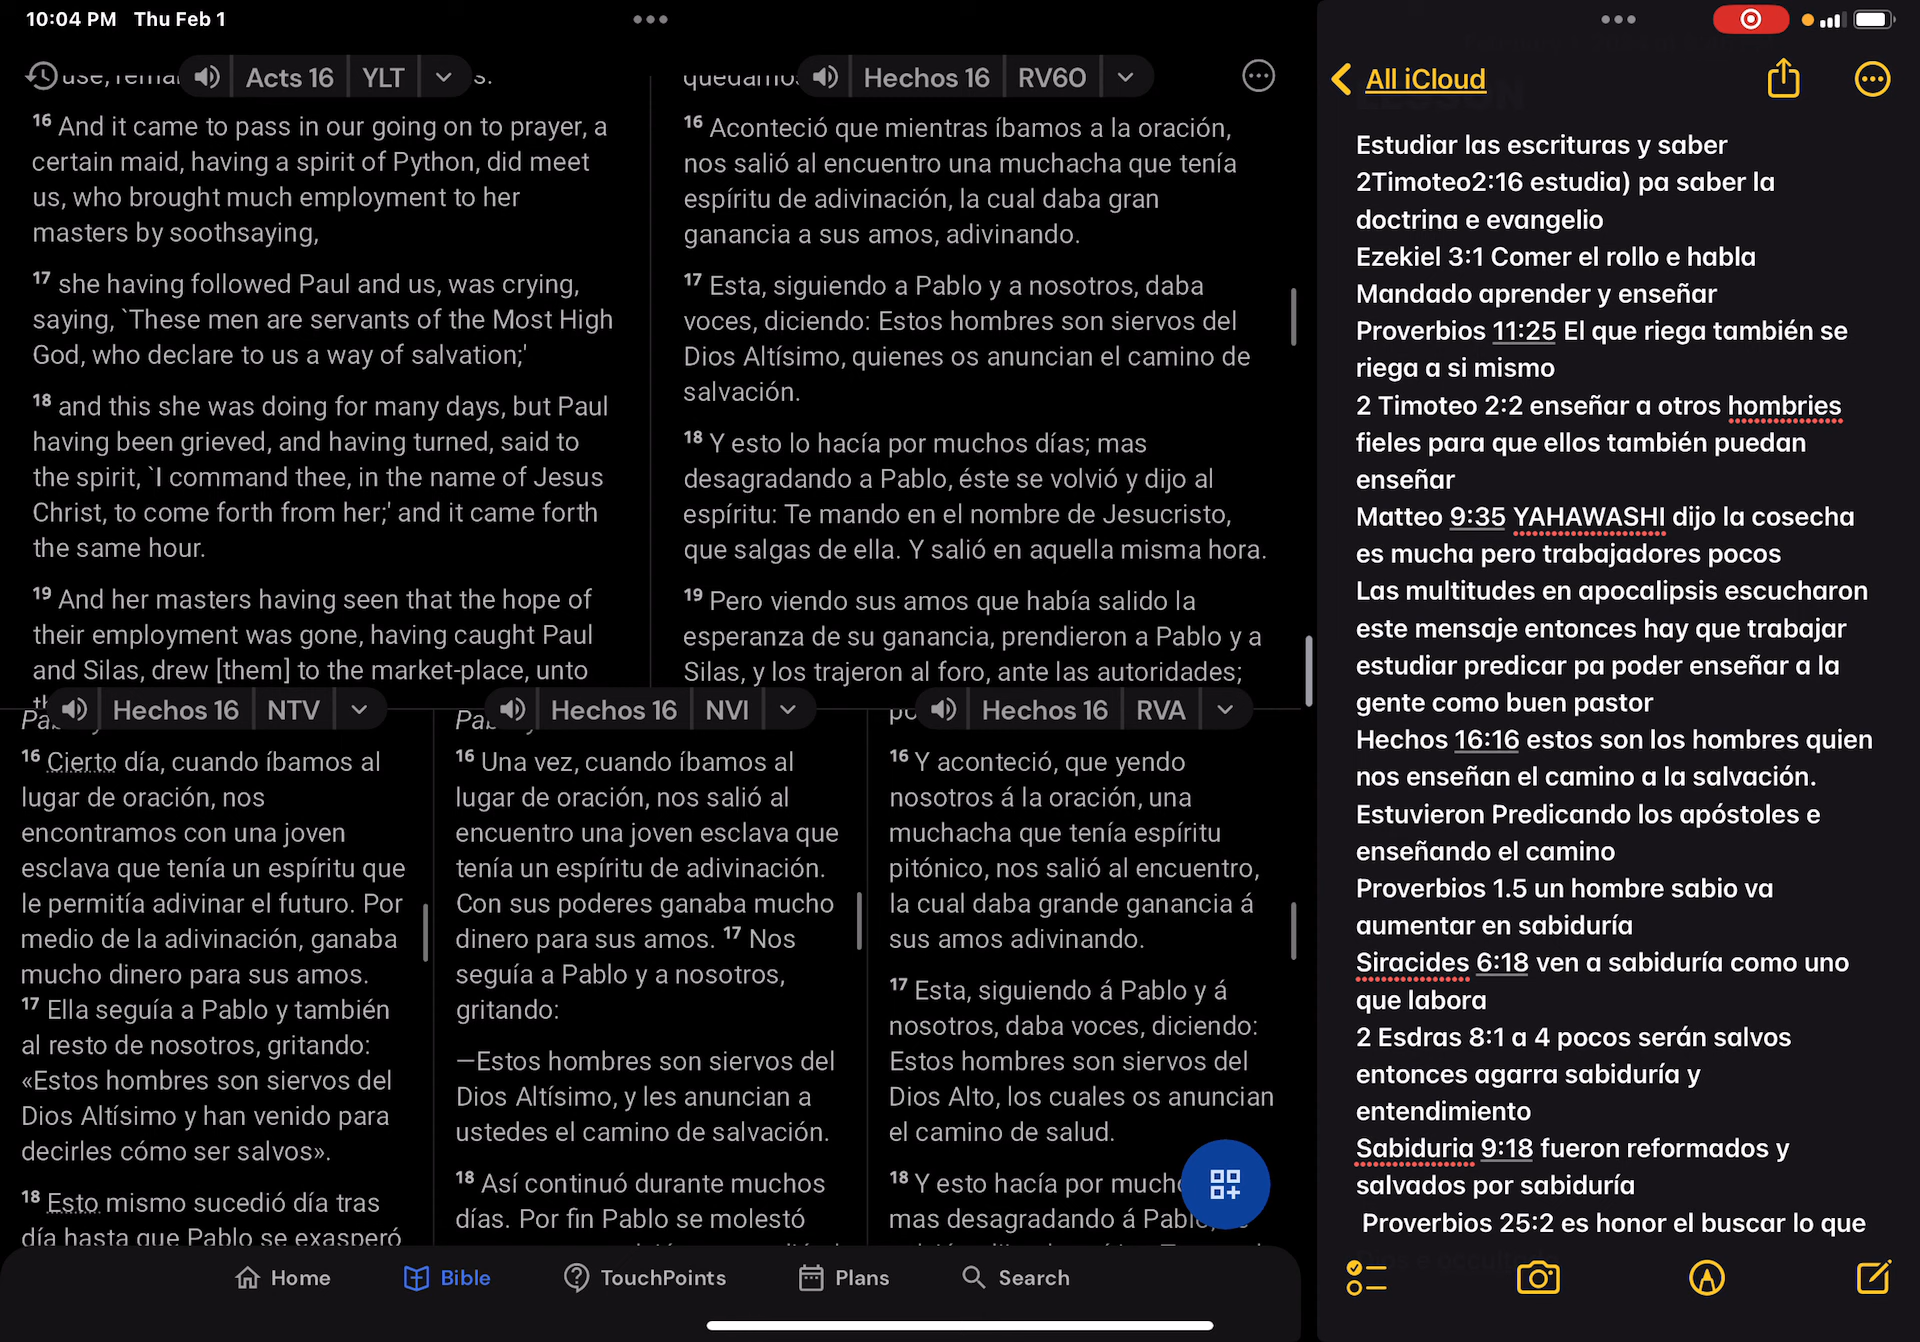 10:04 PM Thu Feb 1
Acts 16 YLT
s.
16 And it came to pass in our going on to prayer, a
certain maid, having a spirit of Python, did meet
us, who brought much employment to her
masters by soothsaying,
17 she having followed Paul and us, was crying,
saying, `These men are servants of the Most High
God, who declare to us a way of salvation;'
18 and this she was doing for many days, but Paul
having been grieved, and having turned, said to
the spirit, `I command thee, in the name of Jesus
Christ, to come forth from her;' and it came forth
the same hour.
19 And her masters having seen that the hope of
their employment was gone, having caught Paul
and Silas, drew [them] to the market-place, unto
Hechos 16 RV60
16 Aconteció que mientras íbamos a la oración,
nos salió al encuentro una muchacha que tenía
espíritu de adivinación, la cual daba gran
ganancia a sus amos, adivinando.
17 Esta, siguiendo a Pablo y a nosotros, daba
voces, diciendo: Estos hombres son siervos del
Dios Altísimo, quienes os anuncian el camino de
salvación.
18 Y esto lo hacía por muchos días; mas
desagradando a Pablo, éste se volvió y dijo al
espíritu: Te mando en el nombre de Jesucristo,
que salgas de ella. Y salió en aquella misma hora.
19 Pero viendo sus amos que había salido la
esperanza de su ganancia, prendieron a Pablo y a
Silas, y los trajeron al foro, ante las autoridades;
Hechos 16 NTV
16 Cierto día, cuando íbamos al
lugar de oración, nos
encontramos con una joven
esclava que tenía un espíritu que
le permitía adivinar el futuro. Por
medio de la adivinación, ganaba
mucho dinero para sus amos.
17 Ella seguía a Pablo y también
al resto de nosotros, gritando:
«Estos hombres son siervos del
Dios Altísimo y han venido para
decirles cómo ser salvos».
18 Esto mismo sucedió día tras
día hasta que Pablo se exasperó
Hechos 16 NVI
16 Una vez, cuando íbamos al
lugar de oración, nos salió al
encuentro una joven esclava que
tenía un espíritu de adivinación.
Con sus poderes ganaba mucho
dinero para sus amos. 17 Nos
seguía a Pablo y a nosotros,
gritando:
—Estos hombres son siervos del
Dios Altísimo, y les anuncian a
ustedes el camino de salvación.
18 Así continuó durante muchos
días. Por fin Pablo se molestó
Hechos 16 RVA
16 Y aconteció, que yendo
nosotros á la oración, una
muchacha que tenía espíritu
pitónico, nos salió al encuentro,
la cual daba grande ganancia á
sus amos adivinando.
17 Esta, siguiendo á Pablo y á
nosotros, daba voces, diciendo:
Estos hombres son siervos del
Dios Alto, los cuales os anuncian
el camino de salud.
18 Y esto hacía por
mas desagradando á
Home Bible TouchPoints Plans Search
All iCloud
Estudiar las escrituras y saber
2Timoteo2:16 estudia) pa saber la
doctrina e evangelio
Ezekiel 3:1 Comer el rollo e habla
Mandado aprender y enseñar
Proverbios 11:25 El que riega también se
riega a si mismo
2 Timoteo 2:2 enseñar a otros hombries
fieles para que ellos también puedan
enseñar
Matteo 9:35 YAHAWASHI dijo la cosecha
es mucha pero trabajadores pocos
Las multitudes en apocalipsis escucharon
este mensaje entonces hay que trabajar
estudiar predicar pa poder enseñar a la
gente como buen pastor
Hechos 16:16 estos son los hombres quien
nos enseñan el camino a la salvación.
Estuvieron Predicando los apóstoles e
enseñando el camino
Proverbios 1.5 un hombre sabio va
aumentar en sabiduría
Siracides 6:18 ven a sabiduría como uno
que labora
2 Esdras 8:1 a 4 pocos serán salvos
entonces agarra sabiduría y
entendimiento
Sabiduria 9:18 fueron reformados y
salvados por sabiduría
Proverbios 25:2 es honor el buscar lo que